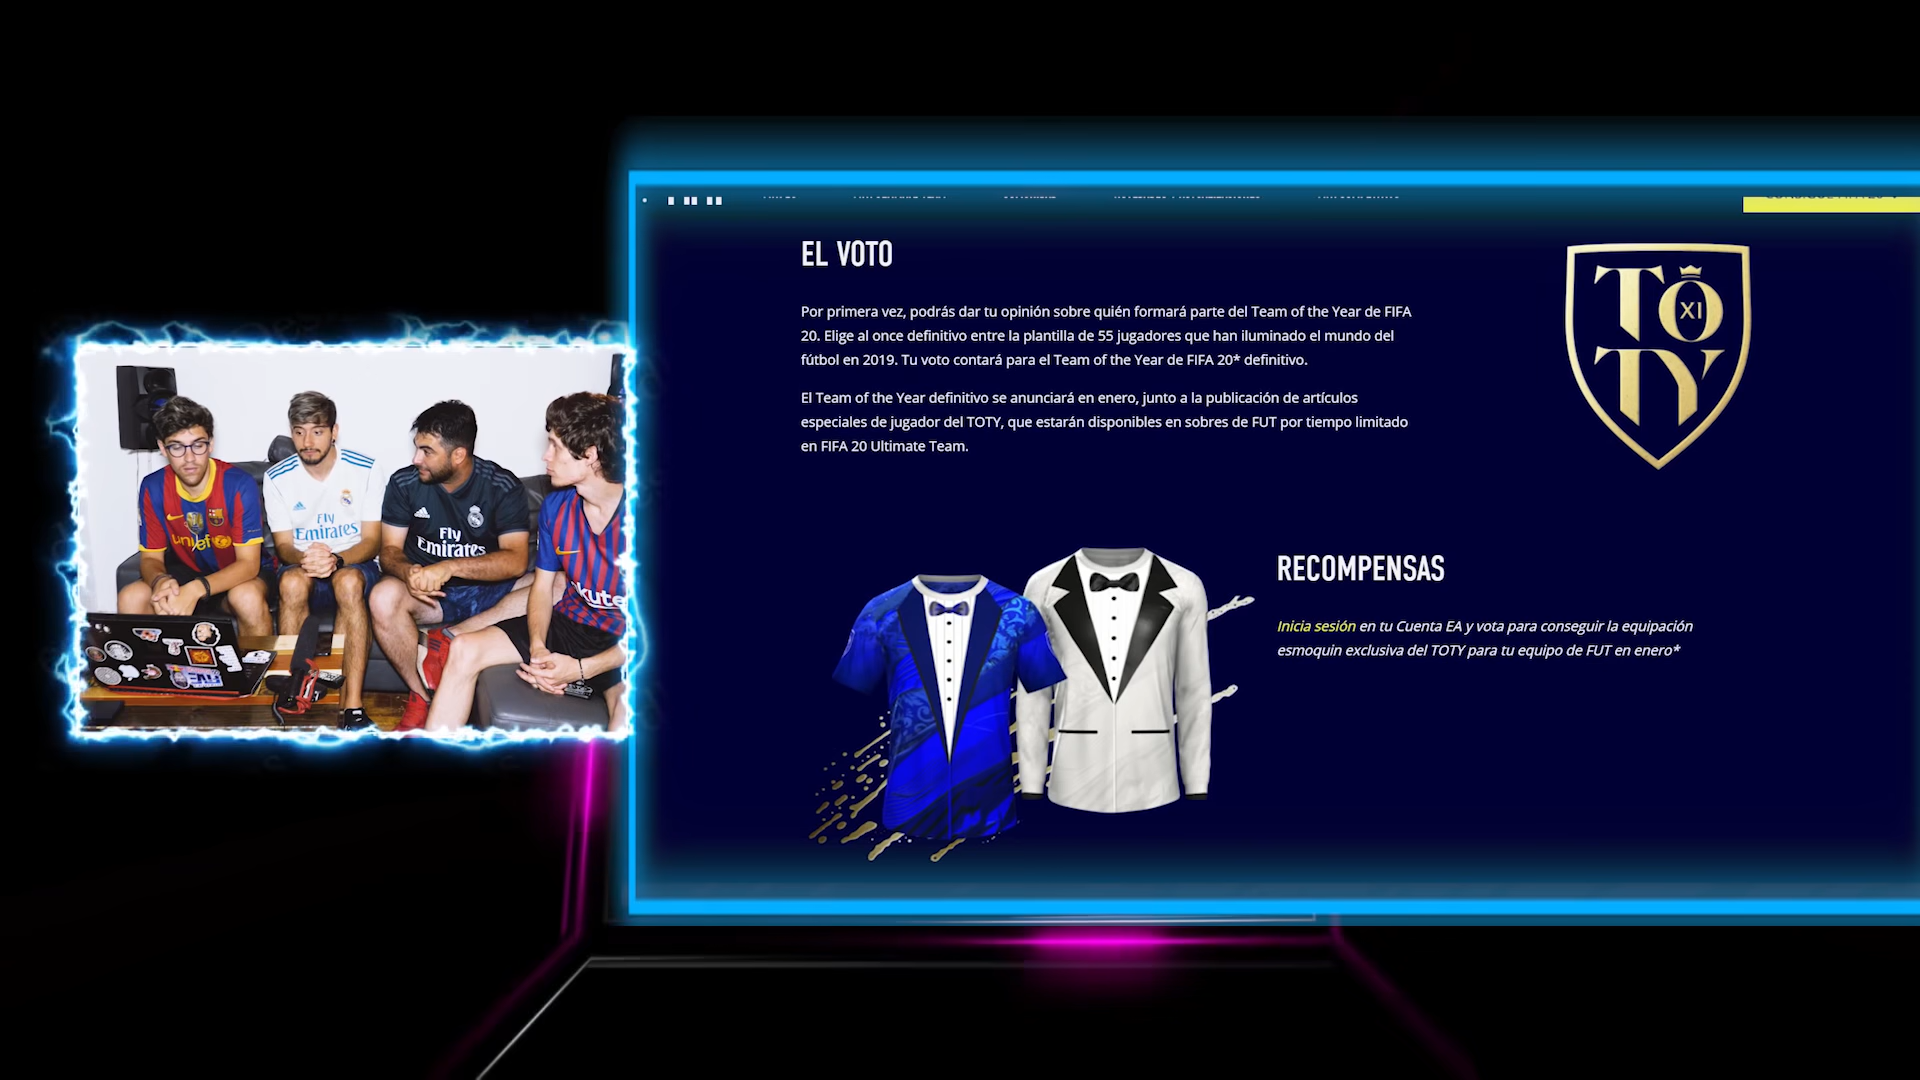 EL VOTO
Por primera vez, podrás dar tu opinión sobre quién formará parte del Team of the Year de FIFA
20. Elige al once definitivo entre la plantilla de 55 jugadores que han iluminado el mundo del
fútbol en 2019. Tu voto contará para el Team of the Year de FIFA 20* definitivo.
El Team of the Year definitivo se anunciará en enero, junto a la publicación de artículos
especiales de jugador del TOTY, que estarán disponibles en sobres de FUT por tiempo limitado
en FIFA 20 Ultimate Team.
TO
XI
TY
unicef
Fly
Emirates
Fly
Emirates
RECOMPENSAS
Inicia sesión en tu Cuenta EA y vota para conseguir la equipación
esmoquin exclusiva del TOTY para tu equipo de FUT en enero*